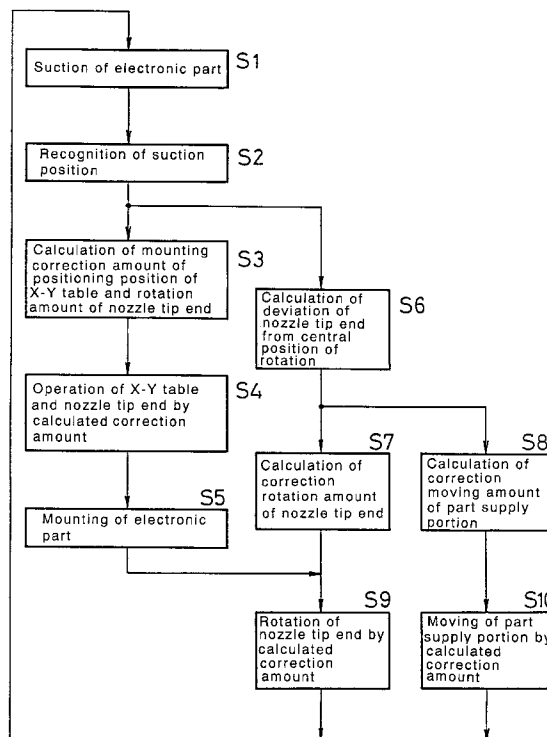 S1
Suction of electronic part
S2
Recognition of suction
position
S3
Calculation of mounting
correction amount of
positioning position of
X-Y table and rotation
amount of nozzle tip end
S6
Calculation of
deviation of
nozzle tip end
from central
position of
rotation
S4
Operation of X-Y table
and nozzle tip end by
calculated correction
amount
S7
Calculation of
correction
rotation amount
of nozzle tip end
S8
Calculation of
correction
moving amount
of part supply
portion
S5
Mounting of electronic
part
S9
Rotation of
nozzle tip end by
calculated
correction
amount
S10
Moving of part
supply portion by
calculated
correction
amount